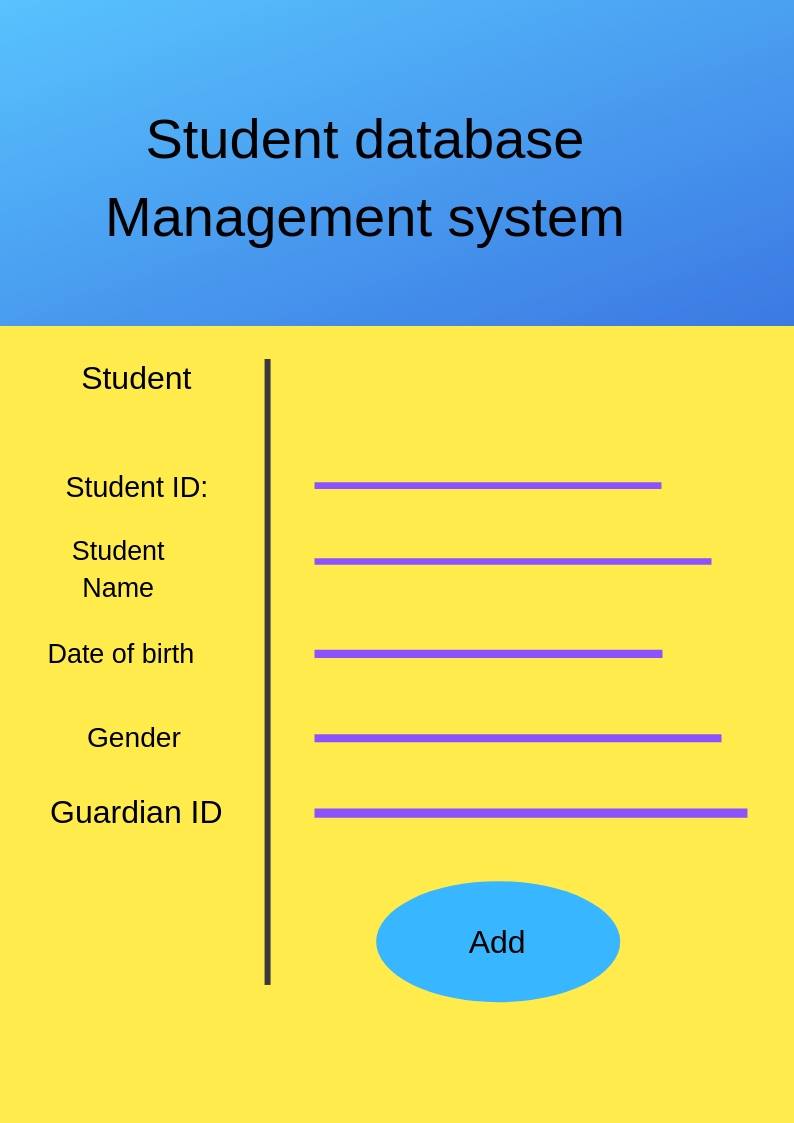 Student database
Management system
Student
Student ID:
Student
Name
Date of birth
Gender
Guardian ID
Add